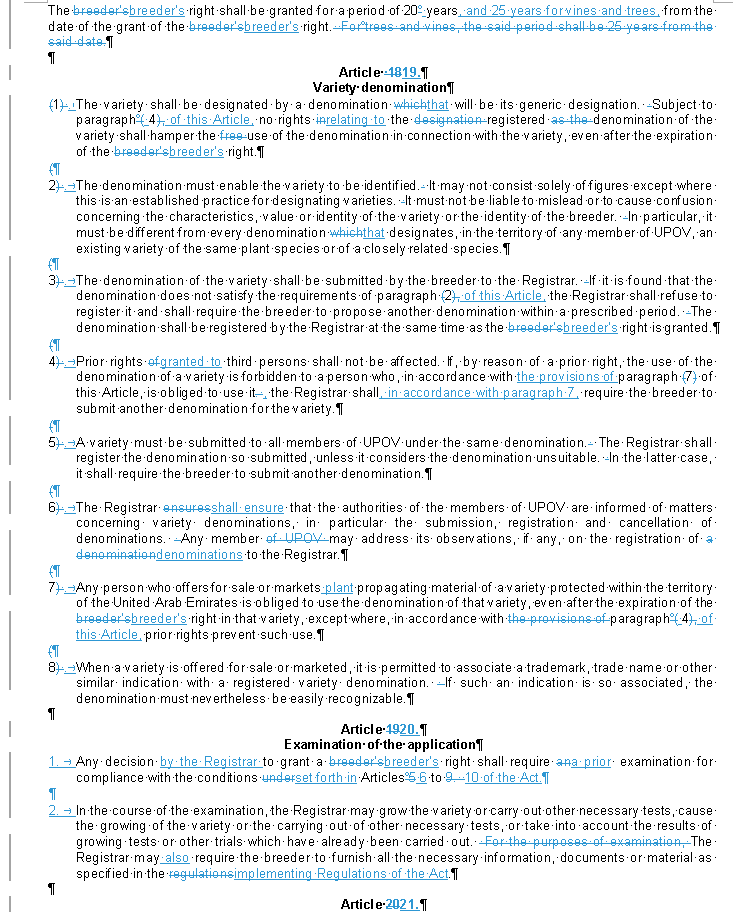 The breeder'sbreeder's right shall be granted for a period of 20° years, and 25 years for vines and trees, from the
date of the grant of the breeder'sbreeder's right. For°trees and vines, the said period shall be 25 years from the
said date.¶
¶
Article 1819.¶
Variety denomination¶
(1) The variety shall be designated by a denomination whichthat will be its generic designation. Subject to
paragraph°( 4), of this Article, no rights inrelating to the designation registered as the denomination of the
variety shall hamper the free use of the denomination in connection with the variety, even after the expiration
of the breeder'sbreeder's right.¶
(¶
2) The denomination must enable the variety to be identified. It may not consist solely of figures except where
this is an established practice for designating varieties. It must not be liable to mislead or to cause confusion
concerning the characteristics, value or identity of the variety or the identity of the breeder. In particular, it
must be different from every denomination whichthat designates, in the territory of any member of UPOV, an
existing variety of the same plant species or of a closely related species.¶
(¶
3) The denomination of the variety shall be submitted by the breeder to the Registrar. If it is found that the
denomination does not satisfy the requirements of paragraph (2), of this Article, the Registrar shall refuse to
register it and shall require the breeder to propose another denomination within a prescribed period. The
denomination shall be registered by the Registrar at the same time as the breeder'sbreeder's right is granted.¶
(¶
4) Prior rights ofgranted to third persons shall not be affected. If, by reason of a prior right, the use of the
denomination of a variety is forbidden to a person who, in accordance with the provisions of paragraph (7) of
this Article, is obliged to use it , the Registrar shall, in accordance with paragraph 7, require the breeder to
submit another denomination for the variety.¶
(¶
5) A variety must be submitted to all members of UPOV under the same denomination. The Registrar shall
register the denomination so submitted, unless it considers the denomination unsuitable. In the latter case,
it shall require the breeder to submit another denomination.¶
(¶
6) The Registrar ensuresshall ensure that the authorities of the members of UPOV are informed of matters
concerning variety denominations, in particular the submission, registration and cancellation of
denominations. Any member of UPOV may address its observations, if any, on the registration of a
denominationdenominations to the Registrar.¶
(¶
7) Any person who offers for sale or markets plant propagating material of a variety protected within the territory
of the United Arab Emirates is obliged to use the denomination of that variety, even after the expiration of the
breeder'sbreeder's right in that variety, except where, in accordance with the provisions of paragraph°( 4), of
this Article, prior rights prevent such use.¶
(¶
8) When a variety is offered for sale or marketed, it is permitted to associate a trademark, trade name or other
similar indication with a registered variety denomination. If such an indication is so associated, the
denomination must nevertheless be easily recognizable.¶
¶
Article 1920.¶
Examination of the application¶
1. Any decision by the Registrar to grant a breeder'sbreeder's right shall require ana prior examination for
compliance with the conditions underset forth in Articles°5 6 to 9. 10 of the Act.¶
¶
2. In the course of the examination, the Registrar may grow the variety or carry out other necessary tests, cause
the growing of the variety or the carrying out of other necessary tests, or take into account the results of
growing tests or other trials which have already been carried out. For the purposes of examination, The
Registrar may also require the breeder to furnish all the necessary information, documents or material as
specified in the regulationsimplementing Regulations of the Act.¶
¶
Article 2021.¶